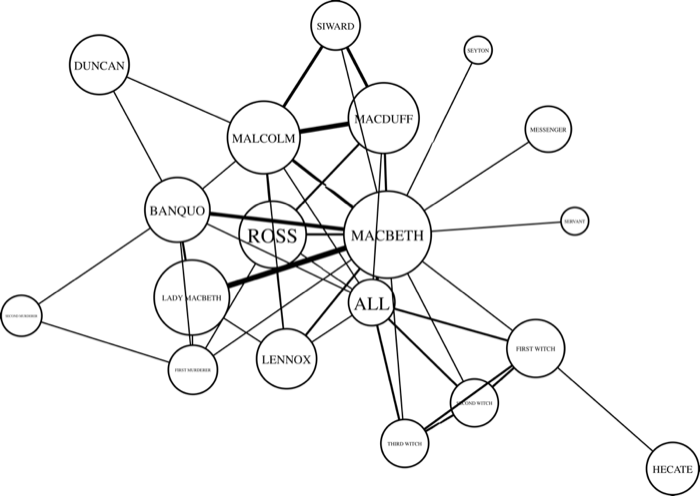 SIWARD
SEYTON
DUNCAN
MACDUFF
MESSENGER
MALCOLM
BANQUO
SERVANT
ROSS
MACBETH
LADY MACBETH
ALL
SECOND MURDERER
FIRST WITCH
LENNOX
FIRST MURDERER
SECOND WITCH
THIRD WITCH
HECATE